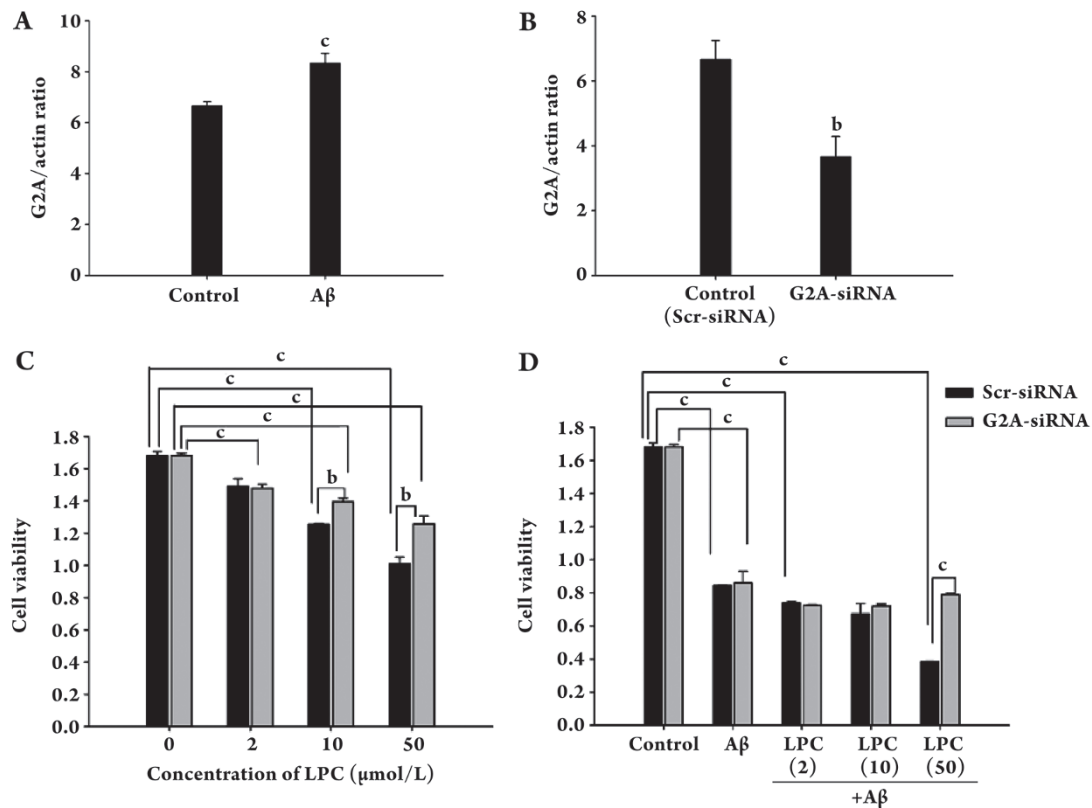 A
10
8
6
4
2
0
G2A/actin ratio
c
Control
Aβ
B
8
6
4
2
0
G2A/actin ratio
b
Control
(Scr-siRNA)
G2A-siRNA
C
c
c
c
c
c
b
b
1.8
1.6
1.4
1.2
1.0
0.8
0.6
0.4
0.2
0.0
Cell viability
0
2
10
50
Concentration of LPC (μmol/L)
D
c
c
c
c
c
Scr-siRNA
G2A-siRNA
1.8
1.6
1.4
1.2
1.0
0.8
0.6
0.4
0.2
0.0
Cell viability
Control
Aβ
LPC
(2)
LPC
(10)
LPC
(50)
+Aβ